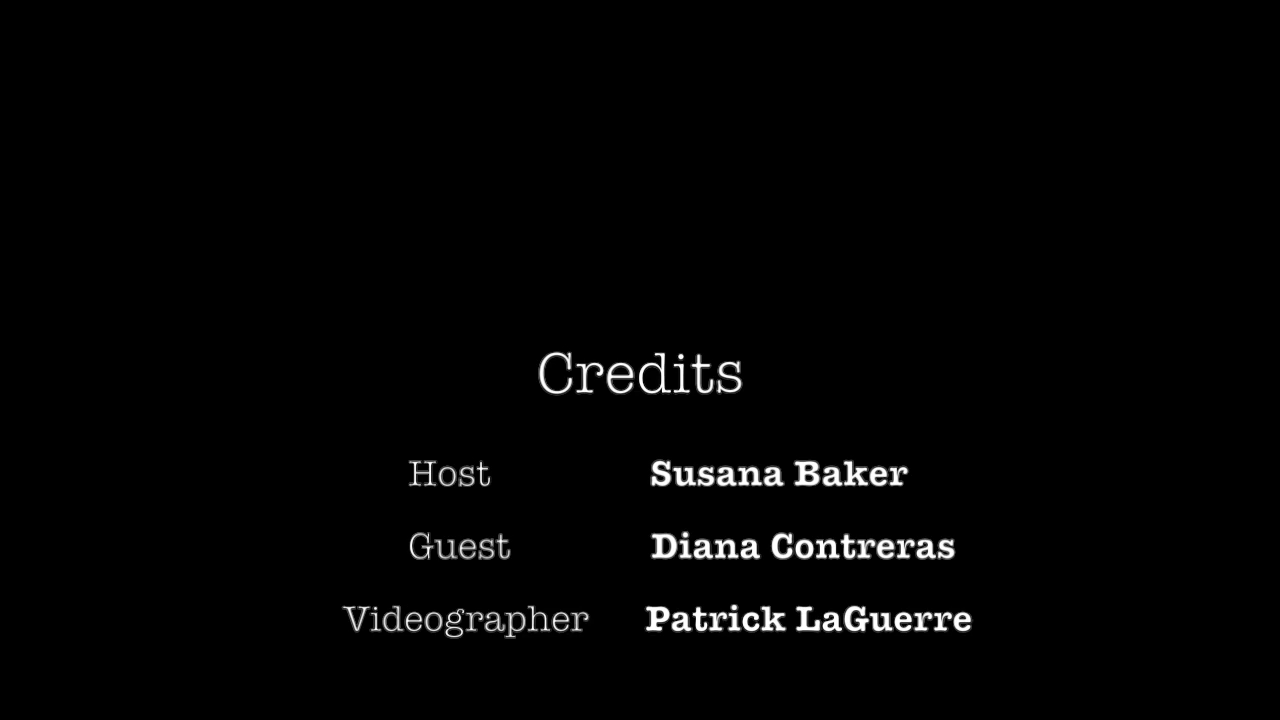 Credits
Host Susana Baker
Guest Diana Contreras
Videographer Patrick LaGuerre